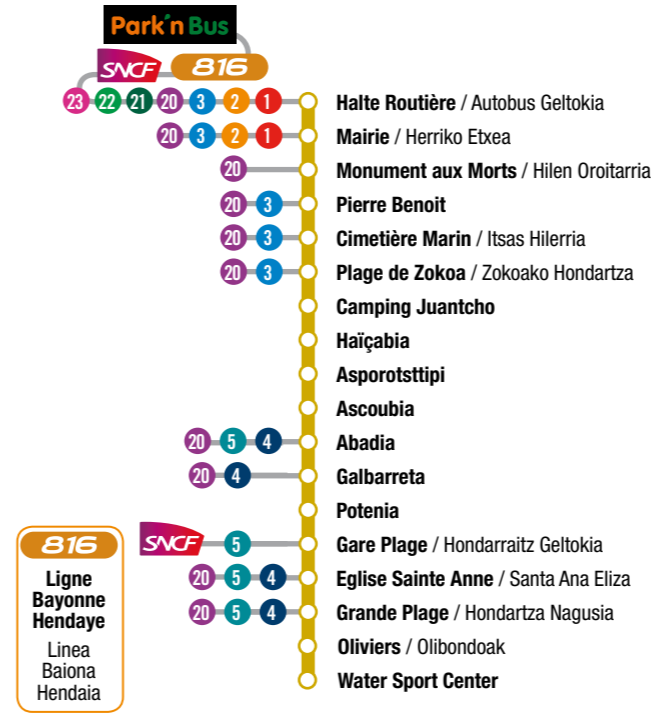 Park'n Bus
SNCF 816
23 22 21 20 3 2 1 Halte Routière / Autobus Geltokia
20 3 2 1 Mairie / Herriko Etxea
20 Monument aux Morts / Hilen Oroitarria
20 3 Pierre Benoit
20 3 Cimetière Marin / Itsas Hilerria
20 3 Plage de Zokoa / Zokoako Hondartza
Camping Juantcho
Haïçabia
Asporotsttipi
Ascoubia
20 5 4 Abadia
20 4 Galbarreta
Potenia
SNCF 5 Gare Plage / Hondarraitz Geltokia
20 5 4 Eglise Sainte Anne / Santa Ana Eliza
20 5 4 Grande Plage / Hondartza Nagusia
Oliviers / Olibondoak
Water Sport Center
816
Ligne
Bayonne
Hendaye
Linea
Baiona
Hendaia